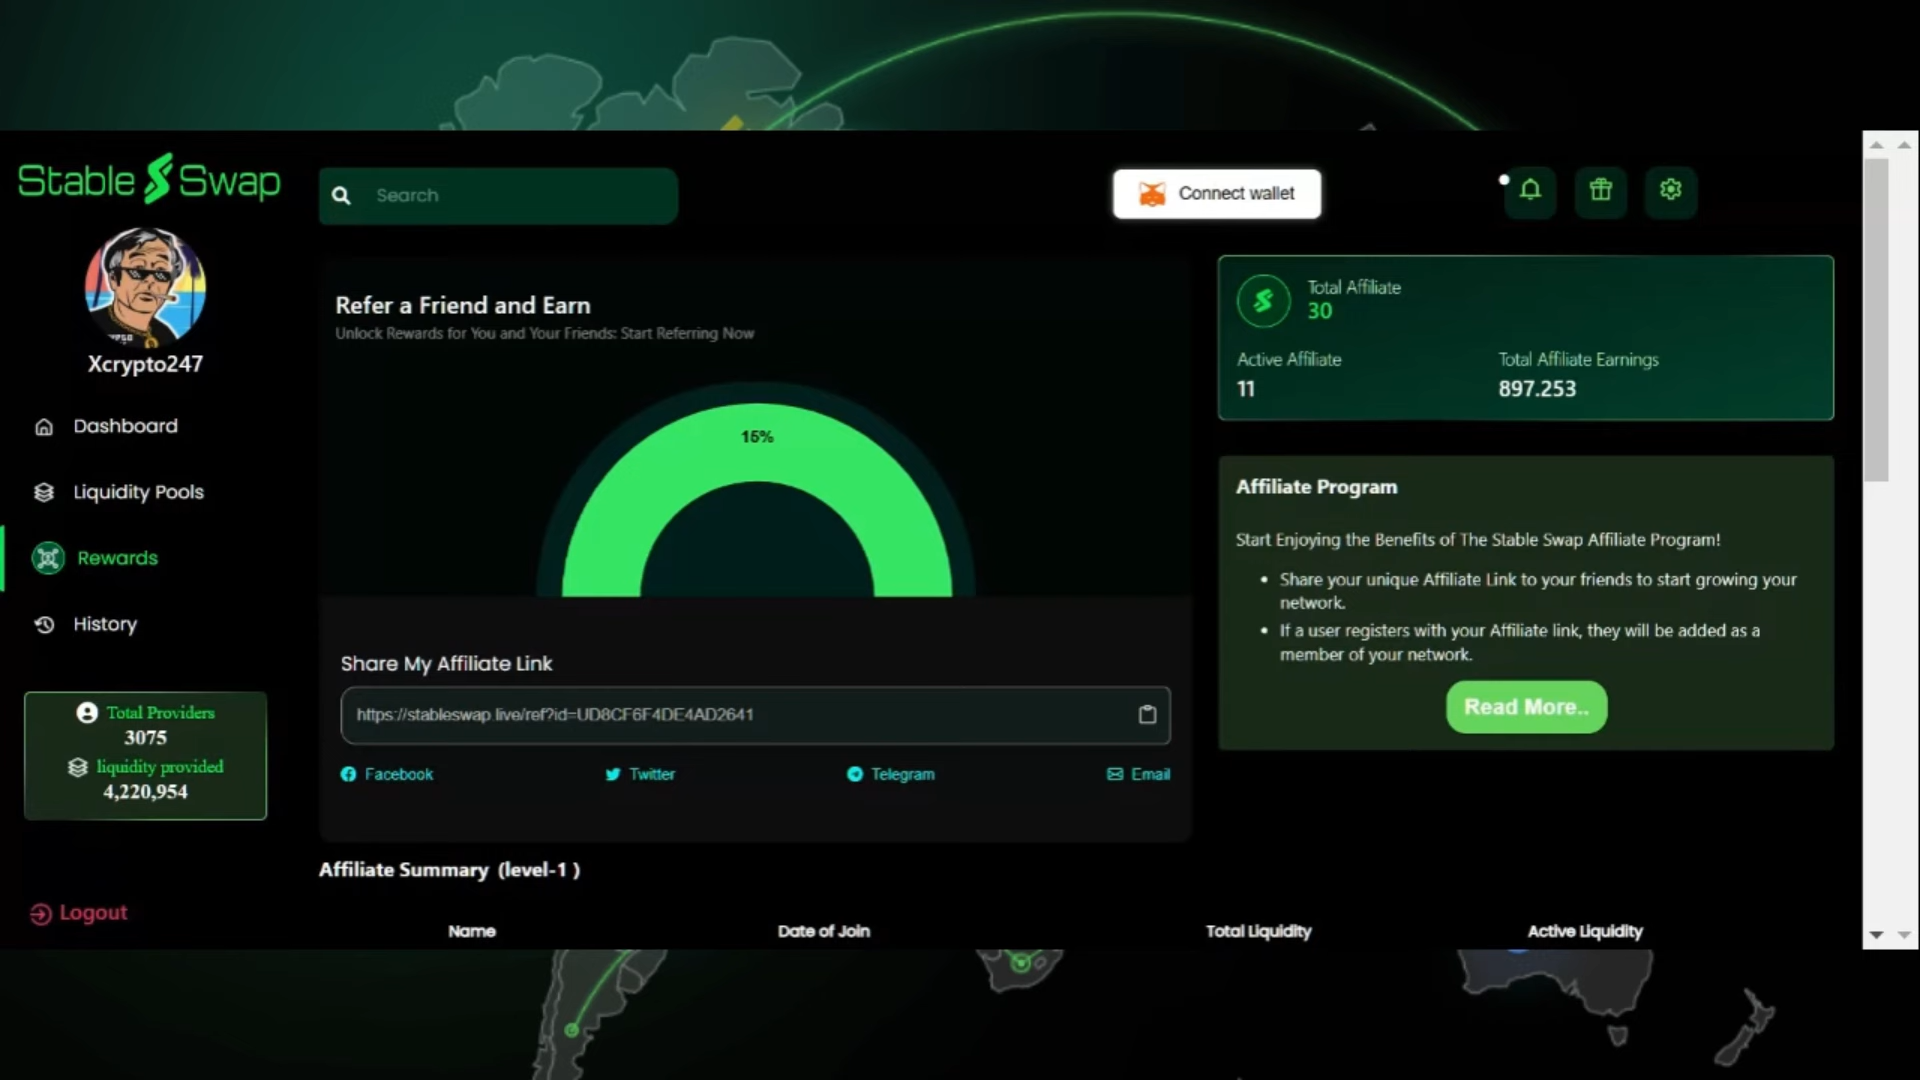 Stable Swap
Search
Connect wallet
Xcrypto247
Dashboard
Liquidity Pools
Rewards
History
Total Providers
3075
liquidity provided
4,220,954
Logout
Refer a Friend and Earn
Unlock Rewards for You and Your Friends: Start Referring Now
15%
Share My Affiliate Link
https://stableswap.live/ref?id=UD8CF6F4DE4AD2641
Facebook
Twitter
Telegram
Email
Total Affiliate
30
Active Affiliate
11
Total Affiliate Earnings
897.253
Affiliate Program
Start Enjoying the Benefits of The Stable Swap Affiliate Program!
• Share your unique Affiliate Link to your friends to start growing your
network.
• If a user registers with your Affiliate link, they will be added as a
member of your network.
Read More..
Affiliate Summary (level-1 )
Name Date of Join Total Liquidity Active Liquidity